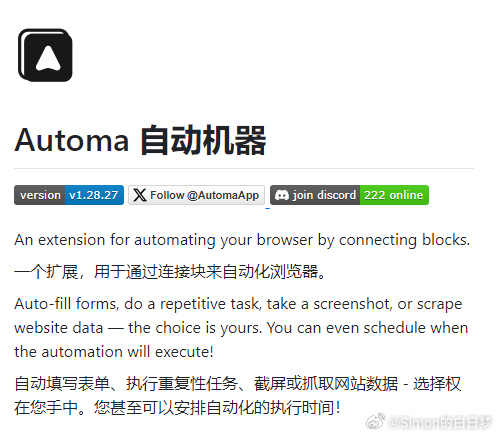 Automa 自动机器
version v1.28.27 Follow @AutomaApp join discord 222 online
An extension for automating your browser by connecting blocks.
一个扩展，用于通过连接块来自动化浏览器。
Auto-fill forms, do a repetitive task, take a screenshot, or scrape
website data — the choice is yours. You can even schedule when
the automation will execute!
自动填写表单、执行重复性任务、截屏或抓取网站数据 - 选择权
在您手中。您甚至可以安排自动化的执行时间！
@Simon的白日梦